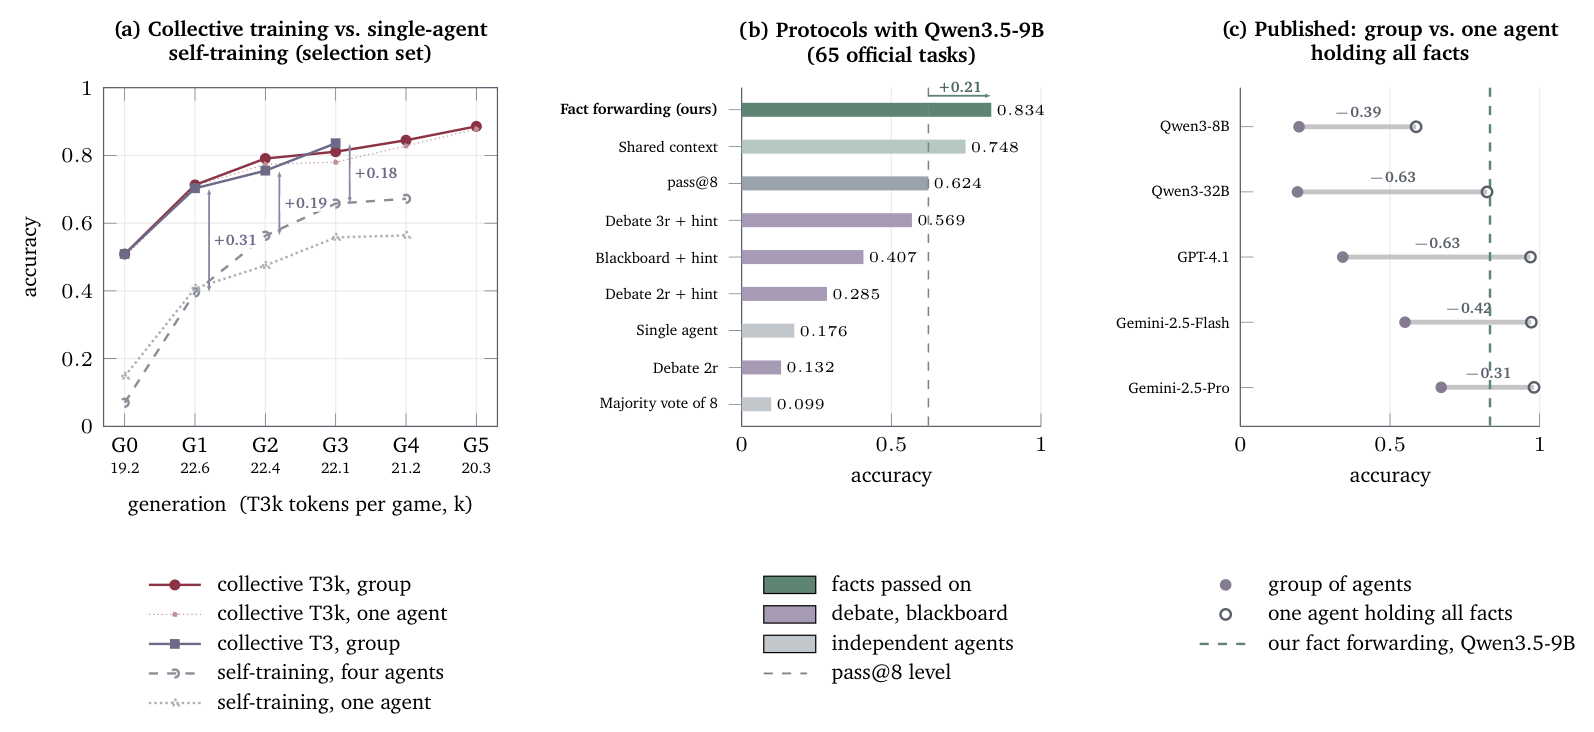 (a) Collective training vs. single-agent
self-training (selection set)
accuracy
1
0.8
0.6
0.4
0.2
0
+0.31
+0.19
+0.18
G0 G1 G2 G3 G4 G5
19.2 22.6 22.4 22.1 21.2 20.3
generation (T3k tokens per game, k)
collective T3k, group
collective T3k, one agent
collective T3, group
self-training, four agents
self-training, one agent
(b) Protocols with Qwen3.5-9B
(65 official tasks)
+0.21
Fact forwarding (ours) 0.834
Shared context 0.748
pass@8 0.624
Debate 3r + hint 0.569
Blackboard + hint 0.407
Debate 2r + hint 0.285
Single agent 0.176
Debate 2r 0.132
Majority vote of 8 0.099
0 0.5 1
accuracy
facts passed on
debate, blackboard
independent agents
pass@8 level
(c) Published: group vs. one agent
holding all facts
Qwen3-8B −0.39
Qwen3-32B −0.63
GPT-4.1 −0.63
Gemini-2.5-Flash −0.42
Gemini-2.5-Pro −0.31
0 0.5 1
accuracy
group of agents
one agent holding all facts
our fact forwarding, Qwen3.5-9B